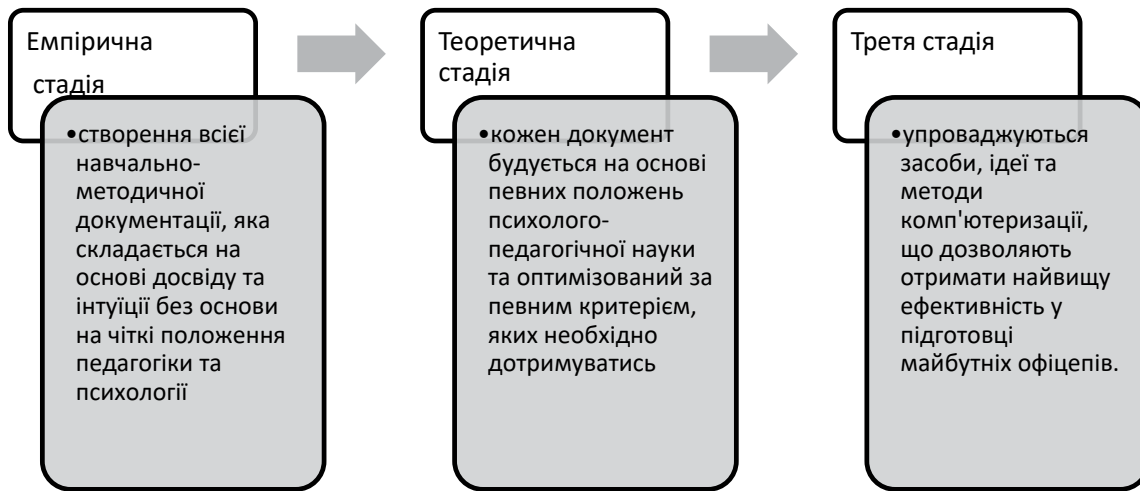 Емпірична
стадія
•створення всієї
навчально-
методичної
документації, яка
складається на
основі досвіду та
інтуїції без основи
на чіткі положення
педагогіки та
психології
Теоретична
стадія
•кожен документ
будується на основі
певних положень
психолого-
педагогічної науки
та оптимізований за
певним критерієм,
яких необхідно
дотримуватись
Третя стадія
•упроваджуються
засоби, ідеї та
методи
комп'ютеризації,
що дозволяють
отримати найвищу
ефективність у
підготовці
майбутніх офіцепів.